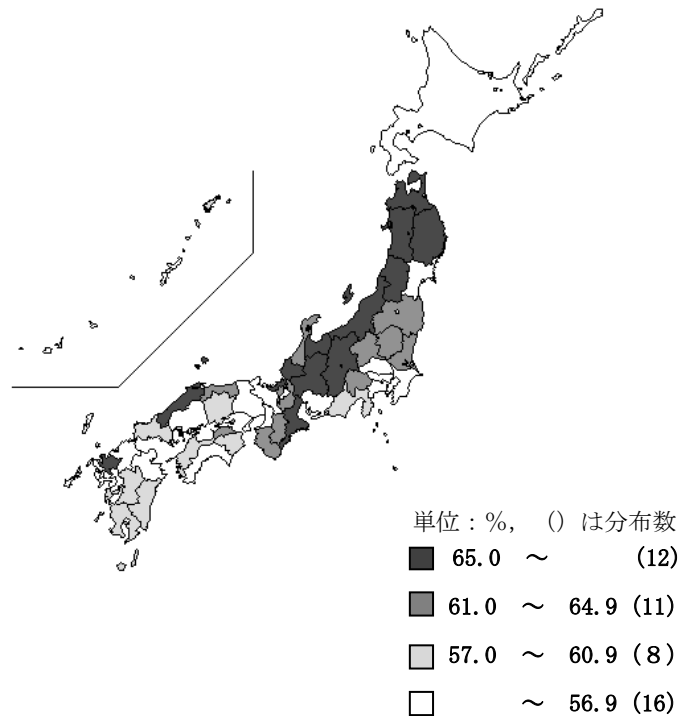 単位：％，（）は分布数
65.0 ～ (12)
61.0 ～ 64.9 (11)
57.0 ～ 60.9 (８)
～ 56.9 (16)